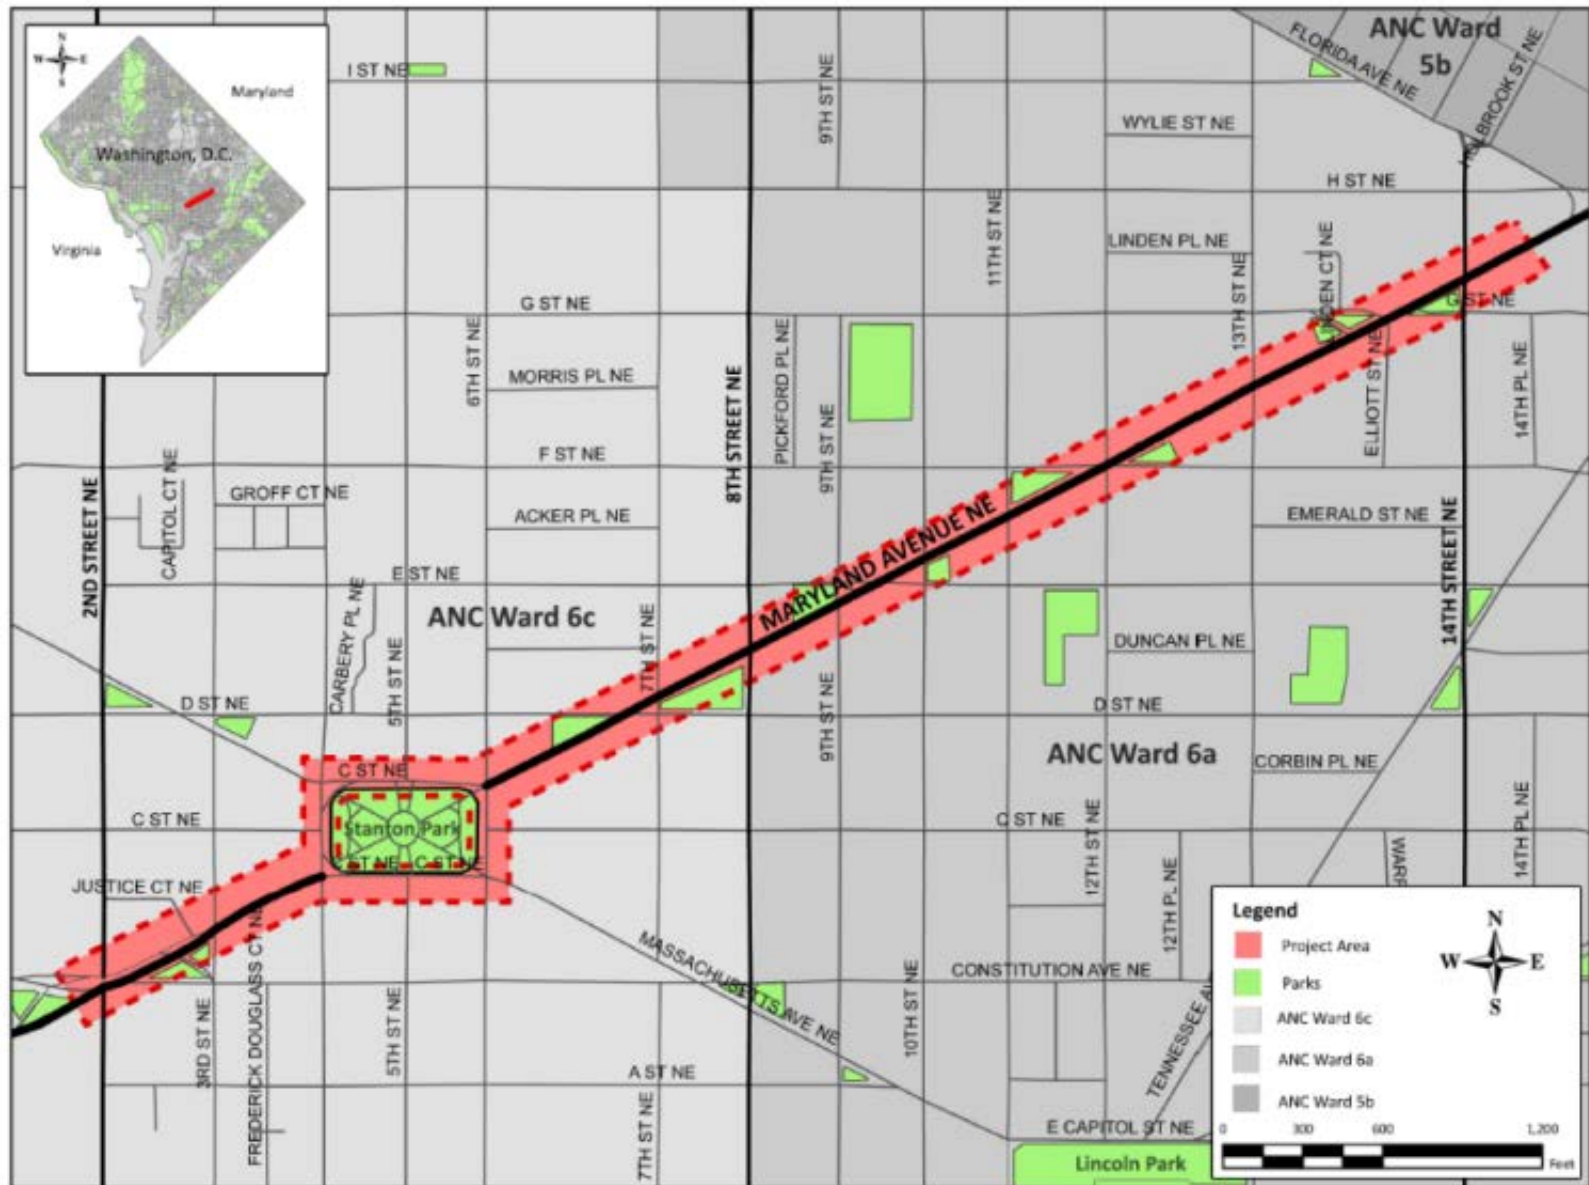 N
W E
S
Maryland
Washington, D.C.
Virginia
I ST NE
9TH ST NE
FLORIDA AVE NE
ANC Ward
5b
HOLBROOK ST NE
WYLIE ST NE
H ST NE
11TH ST NE
LINDEN PL NE
13TH ST NE
G ST NE
G ST NE
6TH ST NE
MORRIS PL NE
8TH STREET NE
PICKFORD PL NE
9TH ST NE
ELLIOTT ST NE
14TH PL NE
F ST NE
2ND STREET NE
CAPITOL CT NE
GROFF CT NE
ACKER PL NE
MARYLAND AVENUE NE
EMERALD ST NE
14TH STREET NE
E ST NE
CARBERY PL NE
5TH ST NE
ANC Ward 6c
7TH ST NE
DUNCAN PL NE
D ST NE
9TH ST NE
D ST NE
ANC Ward 6a
CORBIN PL NE
C ST NE
C ST NE
Stanton Park
C ST NE C ST NE
C ST NE
12TH ST NE
12TH PL NE
14TH PL NE
JUSTICE CT NE
3RD ST NE
FREDERICK DOUGLASS CT NE
5TH ST NE
MASSACHUSETTS AVE NE
10TH ST NE
CONSTITUTION AVE NE
TENNESSEE AV
A ST NE
7TH ST NE
E CAPITOL ST NE
Lincoln Park
Legend
Project Area
Parks
ANC Ward 6c
ANC Ward 6a
ANC Ward 5b
N
W E
S
0 300 600 1,200
Feet